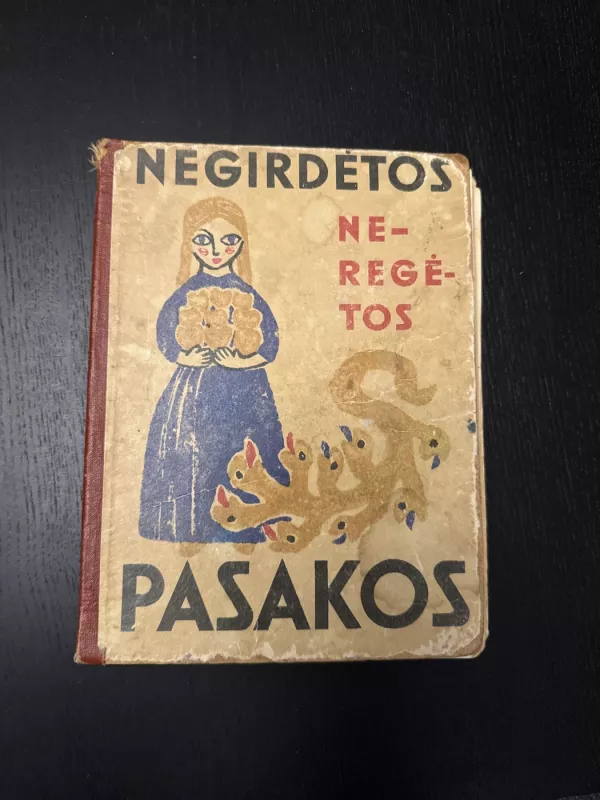 NEGIRDĖTOS
NE-
REGĖ-
TOS
PASAKOS